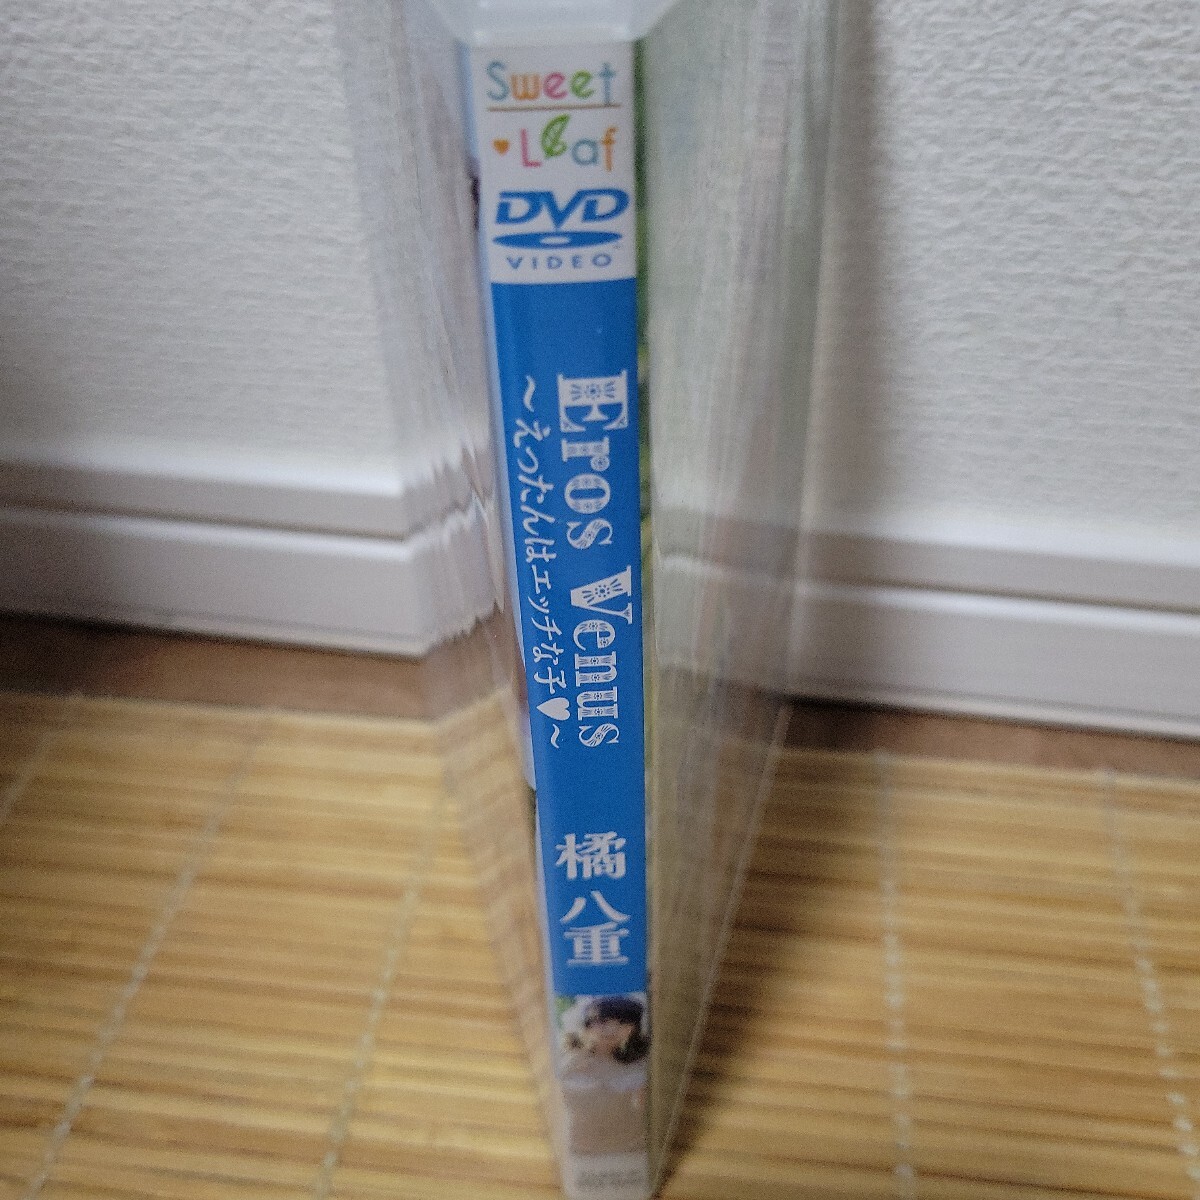 Sweet
Leaf
DVD
VIDEO
Eros Venus
～えったんはエッチな子♥～
橘 八重